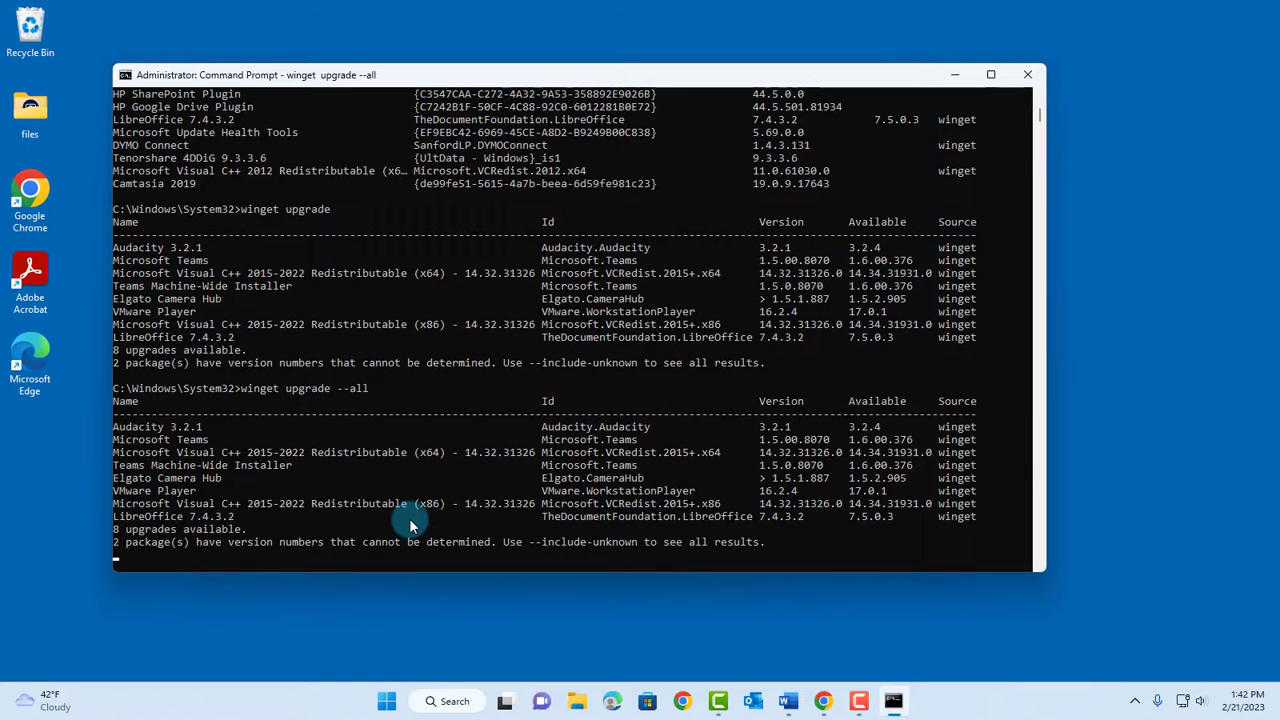 Recycle Bin
files
Google
Chrome
Adobe
Acrobat
Microsoft
Edge
Administrator: Command Prompt - winget  upgrade --all
HP SharePoint Plugin {C3547CAA-C272-4A32-9A53-358892E9026B} 44.5.0.0
HP Google Drive Plugin {C7242B1F-50CF-4C88-92C0-6012281B0E72} 44.5.501.81934
LibreOffice 7.4.3.2 TheDocumentFoundation.LibreOffice 7.4.3.2 7.5.0.3 winget
Microsoft Update Health Tools {EF9EBC42-6969-45CE-A8D2-B9249B00C838} 5.69.0.0
DYMO Connect SanfordLP.DYMOConnect 1.4.3.131 winget
Tenorshare 4DDiG 9.3.3.6 {UltData - Windows}_is1 9.3.3.6
Microsoft Visual C++ 2012 Redistributable (x6… Microsoft.VCRedist.2012.x64 11.0.61030.0 winget
Camtasia 2019 {de99fe51-5615-4a7b-beea-6d59fe981c23} 19.0.9.17643
C:\Windows\System32>winget upgrade
Name Id Version Available Source
--------------------------------------------------------------------------------------------------------
Audacity 3.2.1 Audacity.Audacity 3.2.1 3.2.4 winget
Microsoft Teams Microsoft.Teams 1.5.00.8070 1.6.00.376 winget
Microsoft Visual C++ 2015-2022 Redistributable (x64) - 14.32.31326 Microsoft.VCRedist.2015+.x64 14.32.31326.0 14.34.31931.0 winget
Teams Machine-Wide Installer Microsoft.Teams 1.5.0.8070 1.6.00.376 winget
Elgato Camera Hub Elgato.CameraHub > 1.5.1.887 1.5.2.905 winget
VMware Player VMware.WorkstationPlayer 16.2.4 17.0.1 winget
Microsoft Visual C++ 2015-2022 Redistributable (x86) - 14.32.31326 Microsoft.VCRedist.2015+.x86 14.32.31326.0 14.34.31931.0 winget
LibreOffice 7.4.3.2 TheDocumentFoundation.LibreOffice 7.4.3.2 7.5.0.3 winget
8 upgrades available.
2 package(s) have version numbers that cannot be determined. Use --include-unknown to see all results.
C:\Windows\System32>winget upgrade --all
Name Id Version Available Source
--------------------------------------------------------------------------------------------------------
Audacity 3.2.1 Audacity.Audacity 3.2.1 3.2.4 winget
Microsoft Teams Microsoft.Teams 1.5.00.8070 1.6.00.376 winget
Microsoft Visual C++ 2015-2022 Redistributable (x64) - 14.32.31326 Microsoft.VCRedist.2015+.x64 14.32.31326.0 14.34.31931.0 winget
Teams Machine-Wide Installer Microsoft.Teams 1.5.0.8070 1.6.00.376 winget
Elgato Camera Hub Elgato.CameraHub > 1.5.1.887 1.5.2.905 winget
VMware Player VMware.WorkstationPlayer 16.2.4 17.0.1 winget
Microsoft Visual C++ 2015-2022 Redistributable (x86) - 14.32.31326 Microsoft.VCRedist.2015+.x86 14.32.31326.0 14.34.31931.0 winget
LibreOffice 7.4.3.2 TheDocumentFoundation.LibreOffice 7.4.3.2 7.5.0.3 winget
8 upgrades available.
2 package(s) have version numbers that cannot be determined. Use --include-unknown to see all results.
42°F
Cloudy
Search
1:42 PM
2/21/2023